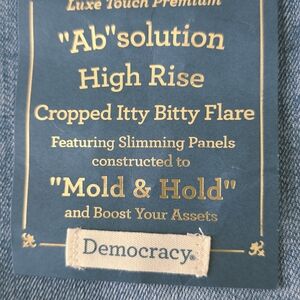 Luxe Touch Premium
"Ab"solution
High Rise
Cropped Itty Bitty Flare
Featuring Slimming Panels
constructed to
"Mold & Hold"
and Boost Your Assets
Democracy®